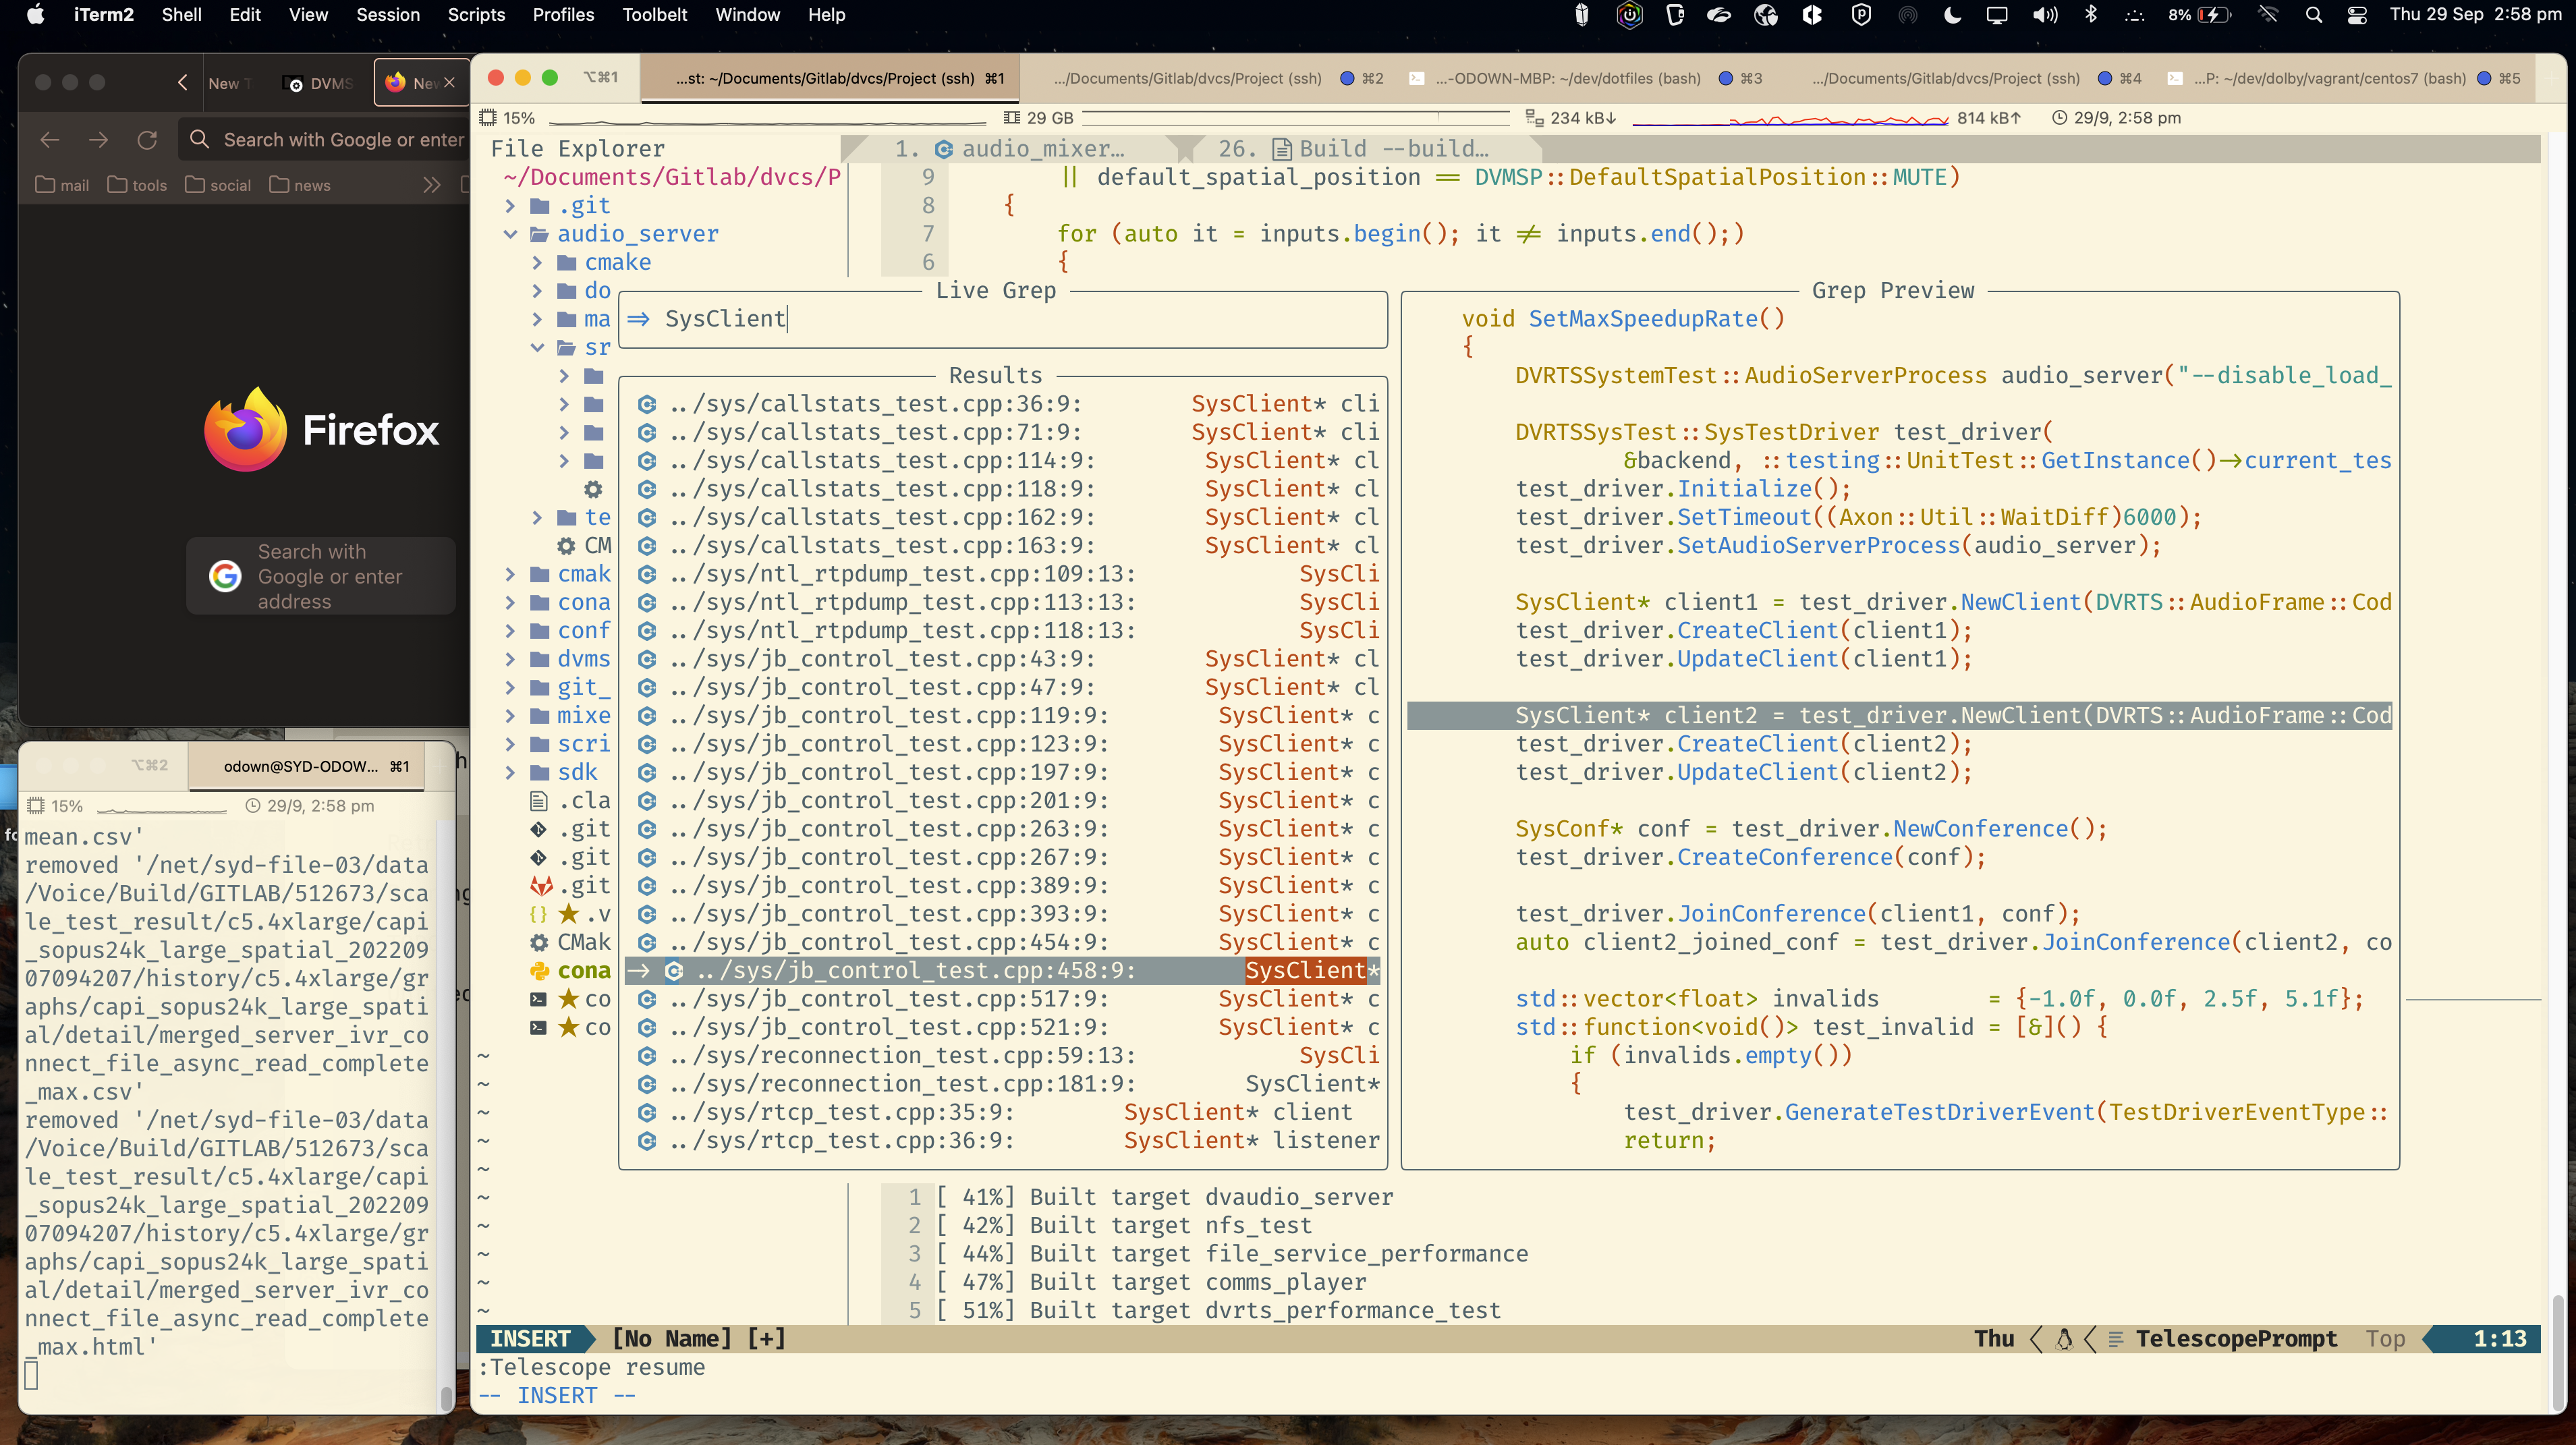 iTerm2 Shell Edit View Session Scripts Profiles Toolbelt Window Help
8% Thu 29 Sep 2:58 pm
New T DVMS New
Search with Google or enter
mail tools social news
Firefox
Search with
Google or enter
address
⌥⌘2 odown@SYD-ODOW... ⌘1
15% 29/9, 2:58 pm
mean.csv'
removed '/net/syd-file-03/data
/Voice/Build/GITLAB/512673/sca
le_test_result/c5.4xlarge/capi
_sopus24k_large_spatial_202209
07094207/history/c5.4xlarge/gr
aphs/capi_sopus24k_large_spati
al/detail/merged_server_ivr_co
nnect_file_async_read_complete
_max.csv'
removed '/net/syd-file-03/data
/Voice/Build/GITLAB/512673/sca
le_test_result/c5.4xlarge/capi
_sopus24k_large_spatial_202209
07094207/history/c5.4xlarge/gr
aphs/capi_sopus24k_large_spati
al/detail/merged_server_ivr_co
nnect_file_async_read_complete
_max.html'
⌥⌘1 ...st: ~/Documents/Gitlab/dvcs/Project (ssh) ⌘1 .../Documents/Gitlab/dvcs/Project (ssh) ⌘2 ...-ODOWN-MBP: ~/dev/dotfiles (bash) ⌘3 .../Documents/Gitlab/dvcs/Project (ssh) ⌘4 ...P: ~/dev/dolby/vagrant/centos7 (bash) ⌘5
15% 29 GB 234 kB↓ 814 kB↑ 29/9, 2:58 pm
File Explorer
~/Documents/Gitlab/dvcs/P
.git
audio_server
cmake
do
ma
sr
te
CM
cmak
cona
conf
dvms
git_
mixe
scri
sdk
.cla
.git
.git
.git
{} ★ .v
CMak
cona
★ co
★ co
1. audio_mixer… 26. Build --build…
9 || default_spatial_position == DVMSP::DefaultSpatialPosition::MUTE)
8 {
7 for (auto it = inputs.begin(); it != inputs.end();)
6 {
Live Grep
=> SysClient
Results
../sys/callstats_test.cpp:36:9: SysClient* cli
../sys/callstats_test.cpp:71:9: SysClient* cli
../sys/callstats_test.cpp:114:9: SysClient* cl
../sys/callstats_test.cpp:118:9: SysClient* cl
../sys/callstats_test.cpp:162:9: SysClient* cl
../sys/callstats_test.cpp:163:9: SysClient* cl
../sys/ntl_rtpdump_test.cpp:109:13: SysCli
../sys/ntl_rtpdump_test.cpp:113:13: SysCli
../sys/ntl_rtpdump_test.cpp:118:13: SysCli
../sys/jb_control_test.cpp:43:9: SysClient* cl
../sys/jb_control_test.cpp:47:9: SysClient* cl
../sys/jb_control_test.cpp:119:9: SysClient* c
../sys/jb_control_test.cpp:123:9: SysClient* c
../sys/jb_control_test.cpp:197:9: SysClient* c
../sys/jb_control_test.cpp:201:9: SysClient* c
../sys/jb_control_test.cpp:263:9: SysClient* c
../sys/jb_control_test.cpp:267:9: SysClient* c
../sys/jb_control_test.cpp:389:9: SysClient* c
../sys/jb_control_test.cpp:393:9: SysClient* c
../sys/jb_control_test.cpp:454:9: SysClient* c
-> ../sys/jb_control_test.cpp:458:9: SysClient*
../sys/jb_control_test.cpp:517:9: SysClient* c
../sys/jb_control_test.cpp:521:9: SysClient* c
../sys/reconnection_test.cpp:59:13: SysCli
../sys/reconnection_test.cpp:181:9: SysClient*
../sys/rtcp_test.cpp:35:9: SysClient* client
../sys/rtcp_test.cpp:36:9: SysClient* listener
Grep Preview
void SetMaxSpeedupRate()
{
DVRTSSystemTest::AudioServerProcess audio_server("--disable_load_
DVRTSSysTest::SysTestDriver test_driver(
&backend, ::testing::UnitTest::GetInstance()->current_tes
test_driver.Initialize();
test_driver.SetTimeout((Axon::Util::WaitDiff)6000);
test_driver.SetAudioServerProcess(audio_server);
SysClient* client1 = test_driver.NewClient(DVRTS::AudioFrame::Cod
test_driver.CreateClient(client1);
test_driver.UpdateClient(client1);
SysClient* client2 = test_driver.NewClient(DVRTS::AudioFrame::Cod
test_driver.CreateClient(client2);
test_driver.UpdateClient(client2);
SysConf* conf = test_driver.NewConference();
test_driver.CreateConference(conf);
test_driver.JoinConference(client1, conf);
auto client2_joined_conf = test_driver.JoinConference(client2, co
std::vector<float> invalids = {-1.0f, 0.0f, 2.5f, 5.1f};
std::function<void()> test_invalid = [&]() {
if (invalids.empty())
{
test_driver.GenerateTestDriverEvent(TestDriverEventType::
return;
1 [ 41%] Built target dvaudio_server
2 [ 42%] Built target nfs_test
3 [ 44%] Built target file_service_performance
4 [ 47%] Built target comms_player
5 [ 51%] Built target dvrts_performance_test
INSERT [No Name] [+] Thu TelescopePrompt Top 1:13
:Telescope resume
-- INSERT --